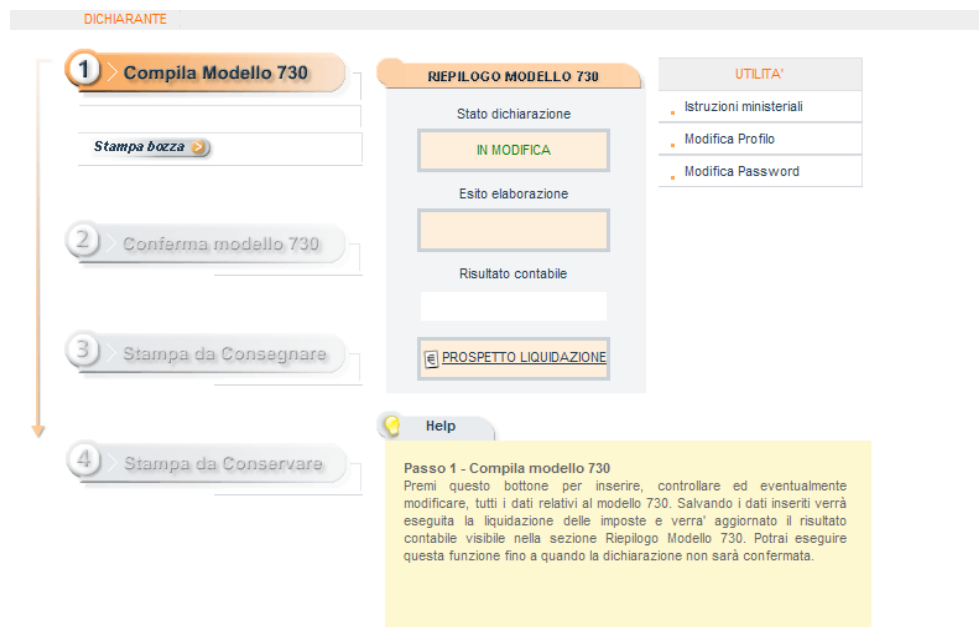 DICHIARANTE
1 Compila Modello 730
Stampa bozza
2 Conferma modello 730
3 Stampa da Consegnare
4 Stampa da Conservare
RIEPILOGO MODELLO 730
Stato dichiarazione
IN MODIFICA
Esito elaborazione
Risultato contabile
€ PROSPETTO LIQUIDAZIONE
UTILITA'
Istruzioni ministeriali
Modifica Profilo
Modifica Password
Help
Passo 1 - Compila modello 730
Premi questo bottone per inserire, controllare ed eventualmente
modificare, tutti i dati relativi al modello 730. Salvando i dati inseriti verrà
eseguita la liquidazione delle imposte e verra' aggiornato il risultato
contabile visibile nella sezione Riepilogo Modello 730. Potrai eseguire
questa funzione fino a quando la dichiarazione non sarà confermata.